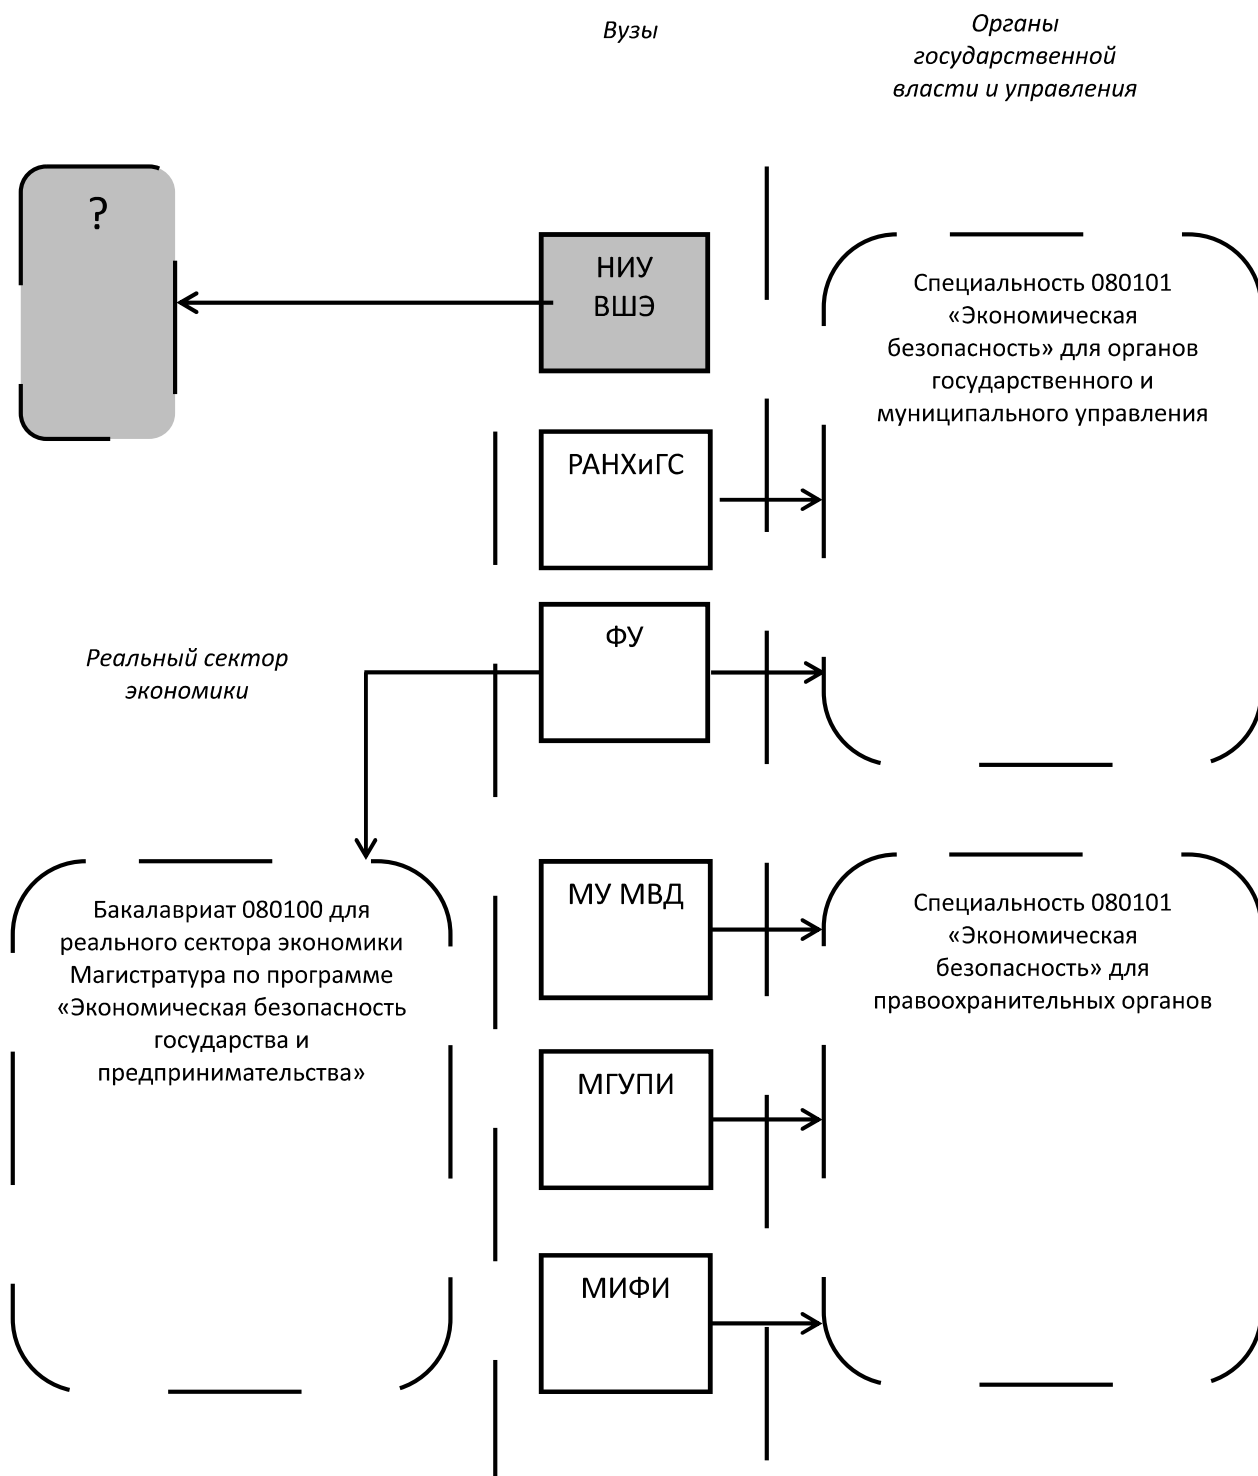 Вузы
Органы
государственной
власти и управления
?
НИУ
ВШЭ
Специальность 080101
«Экономическая
безопасность» для органов
государственного и
муниципального управления
РАНХиГС
ФУ
Реальный сектор
экономики
Бакалавриат 080100 для
реального сектора экономики
Магистратура по программе
«Экономическая безопасность
государства и
предпринимательства»
МУ МВД
Специальность 080101
«Экономическая
безопасность» для
правоохранительных органов
МГУПИ
МИФИ